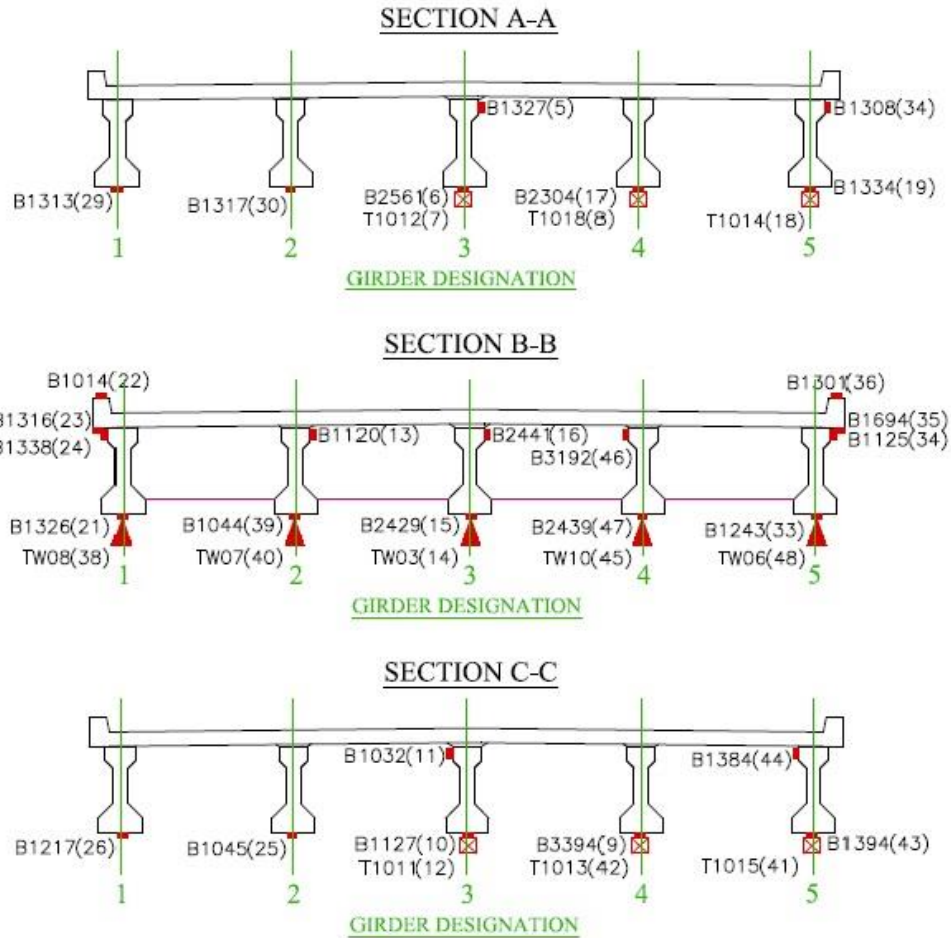 SECTION A-A
B1327(5)
B1308(34)
B1313(29)
B1317(30)
B2561(6)
T1012(7)
B2304(17)
T1018(8)
B1334(19)
T1014(18)
1 2 3 4 5
GIRDER DESIGNATION
SECTION B-B
B1014(22)
B1301(36)
B1316(23)
B1338(24)
B1120(13)
B2441(16)
B3192(46)
B1694(35)
B1125(34)
B1326(21)
TW08(38)
B1044(39)
TW07(40)
B2429(15)
TW03(14)
B2439(47)
TW10(45)
B1243(33)
TW06(48)
1 2 3 4 5
GIRDER DESIGNATION
SECTION C-C
B1032(11)
B1384(44)
B1217(26)
B1045(25)
B1127(10)
T1011(12)
B3394(9)
T1013(42)
B1394(43)
T1015(41)
1 2 3 4 5
GIRDER DESIGNATION